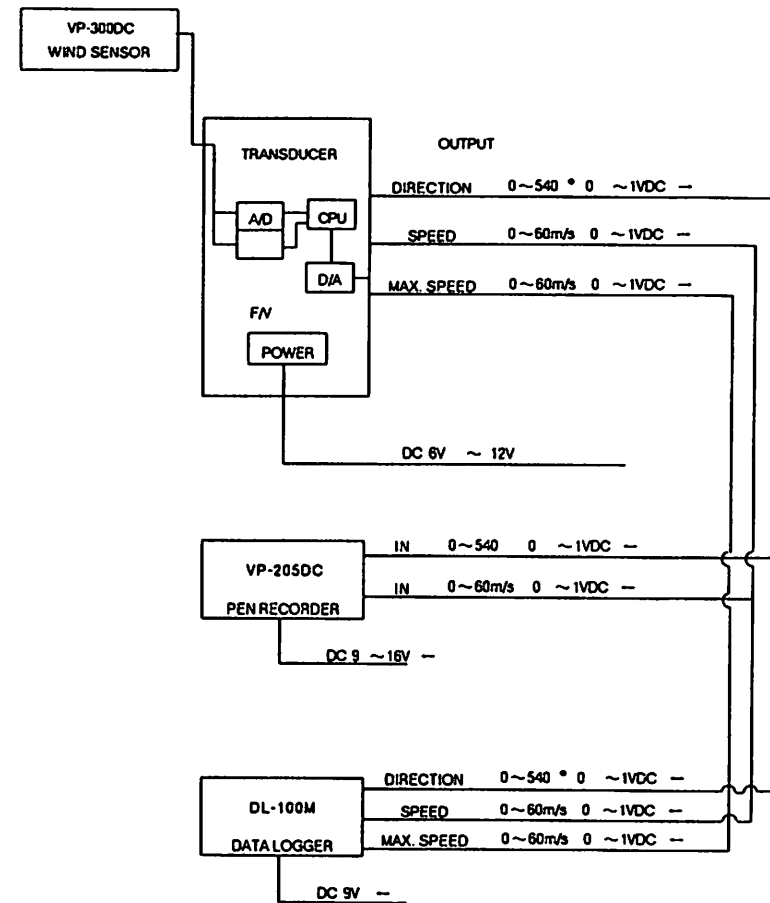 VP-300DC
WIND SENSOR
TRANSDUCER
OUTPUT
DIRECTION 0~540 ° 0 ~1VDC —
A/D
CPU
SPEED 0~60m/s 0 ~1VDC —
D/A
MAX. SPEED 0~60m/s 0 ~1VDC —
F/V
POWER
DC 6V ~ 12V
IN 0~540 0 ~1VDC —
VP-205DC
IN 0~60m/s 0 ~1VDC —
PEN RECORDER
DC 9 ~16V —
DIRECTION 0~540 ° 0 ~1VDC —
DL-100M
SPEED 0~60m/s 0 ~1VDC —
DATA LOGGER
MAX. SPEED 0~60m/s 0 ~1VDC —
DC 9V —